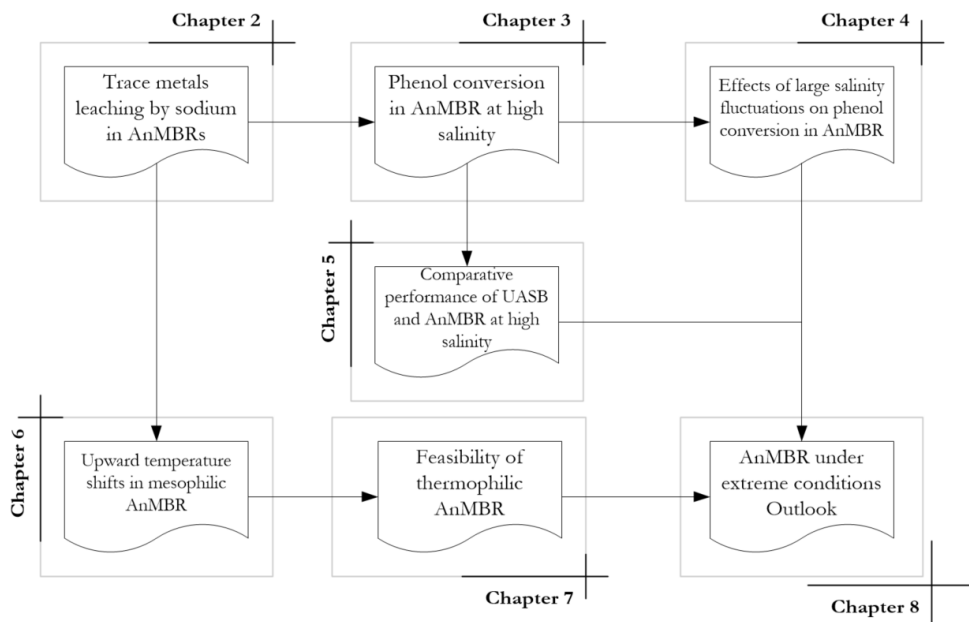 Chapter 2
Trace metals
leaching by sodium
in AnMBRs
Chapter 3
Phenol conversion
in AnMBR at high
salinity
Chapter 4
Effects of large salinity
fluctuations on phenol
conversion in AnMBR
Chapter 5
Comparative
performance of UASB
and AnMBR at high
salinity
Chapter 6
Upward temperature
shifts in mesophilic
AnMBR
Feasibility of
thermophilic
AnMBR
Chapter 7
AnMBR under
extreme conditions
Outlook
Chapter 8